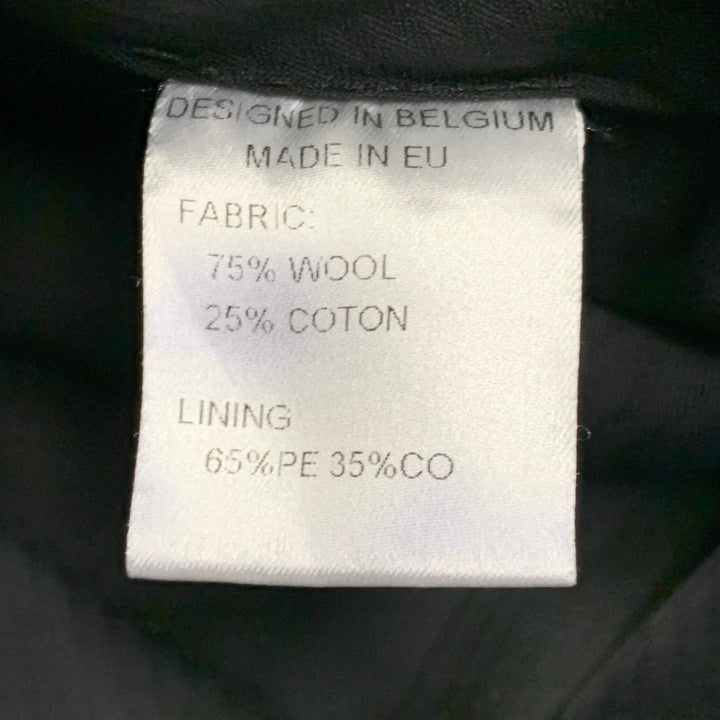 DESIGNED IN BELGIUM
MADE IN EU
FABRIC:
75% WOOL
25% COTON
LINING
65%PE 35%CO